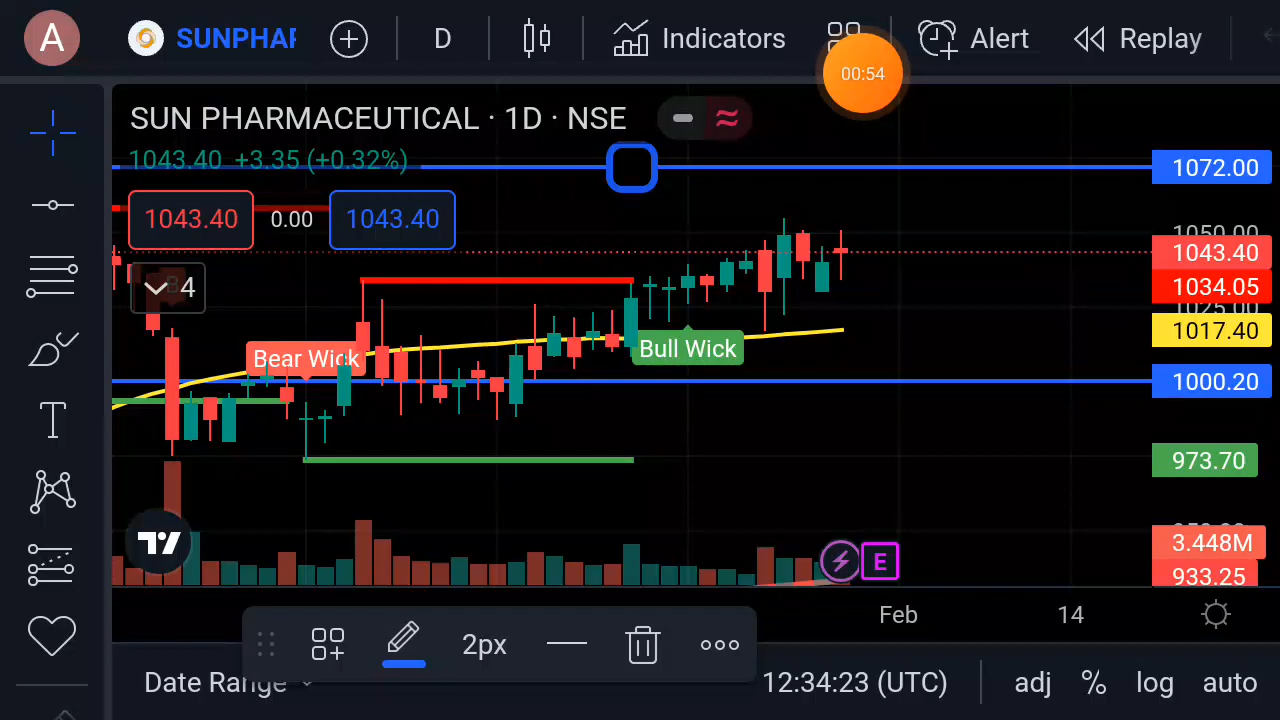 A SUNPHAR D Indicators Alert Replay
00:54
SUN PHARMACEUTICAL · 1D · NSE
1043.40 +3.35 (+0.32%)
1072.00
1043.40 0.00 1043.40
1050.00
1043.40
4
1034.05
1025.00
1017.40
Bear Wick
Bull Wick
1000.20
973.70
3.448M
E
933.25
Feb 14
2px
Date Range 12:34:23 (UTC) adj % log auto